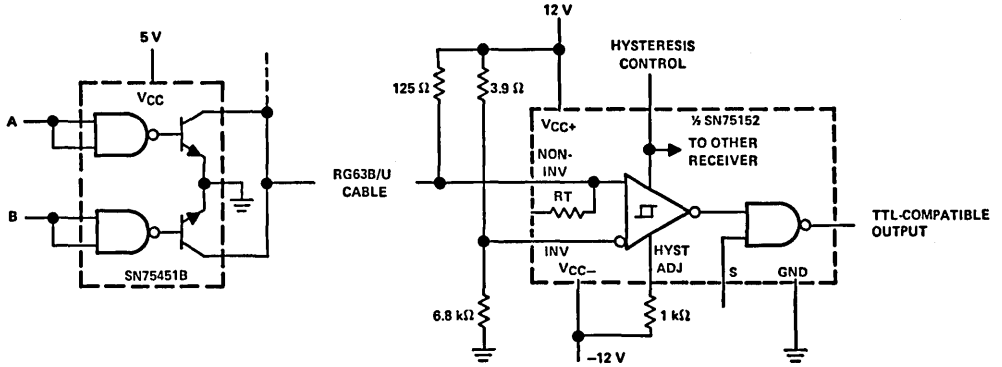 5 V
VCC
A
B
SN75451B
RG63B/U
CABLE
12 V
125 Ω
3.9 Ω
HYSTERESIS
CONTROL
½ SN75152
VCC+
TO OTHER
RECEIVER
NON-
INV
RT
INV
HYST
ADJ
VCC–
S
GND
TTL-COMPATIBLE
OUTPUT
6.8 kΩ
1 kΩ
–12 V